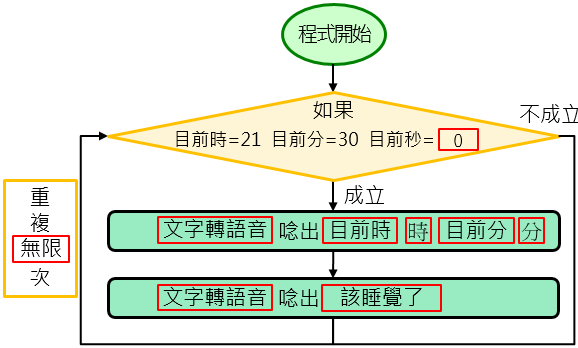 程式開始
如果
不成立
目前時=21 目前分=30 目前秒= 0
成立
重
複
無限
次
文字轉語音 唸出 目前時 時 目前分 分
文字轉語音 唸出 該睡覺了